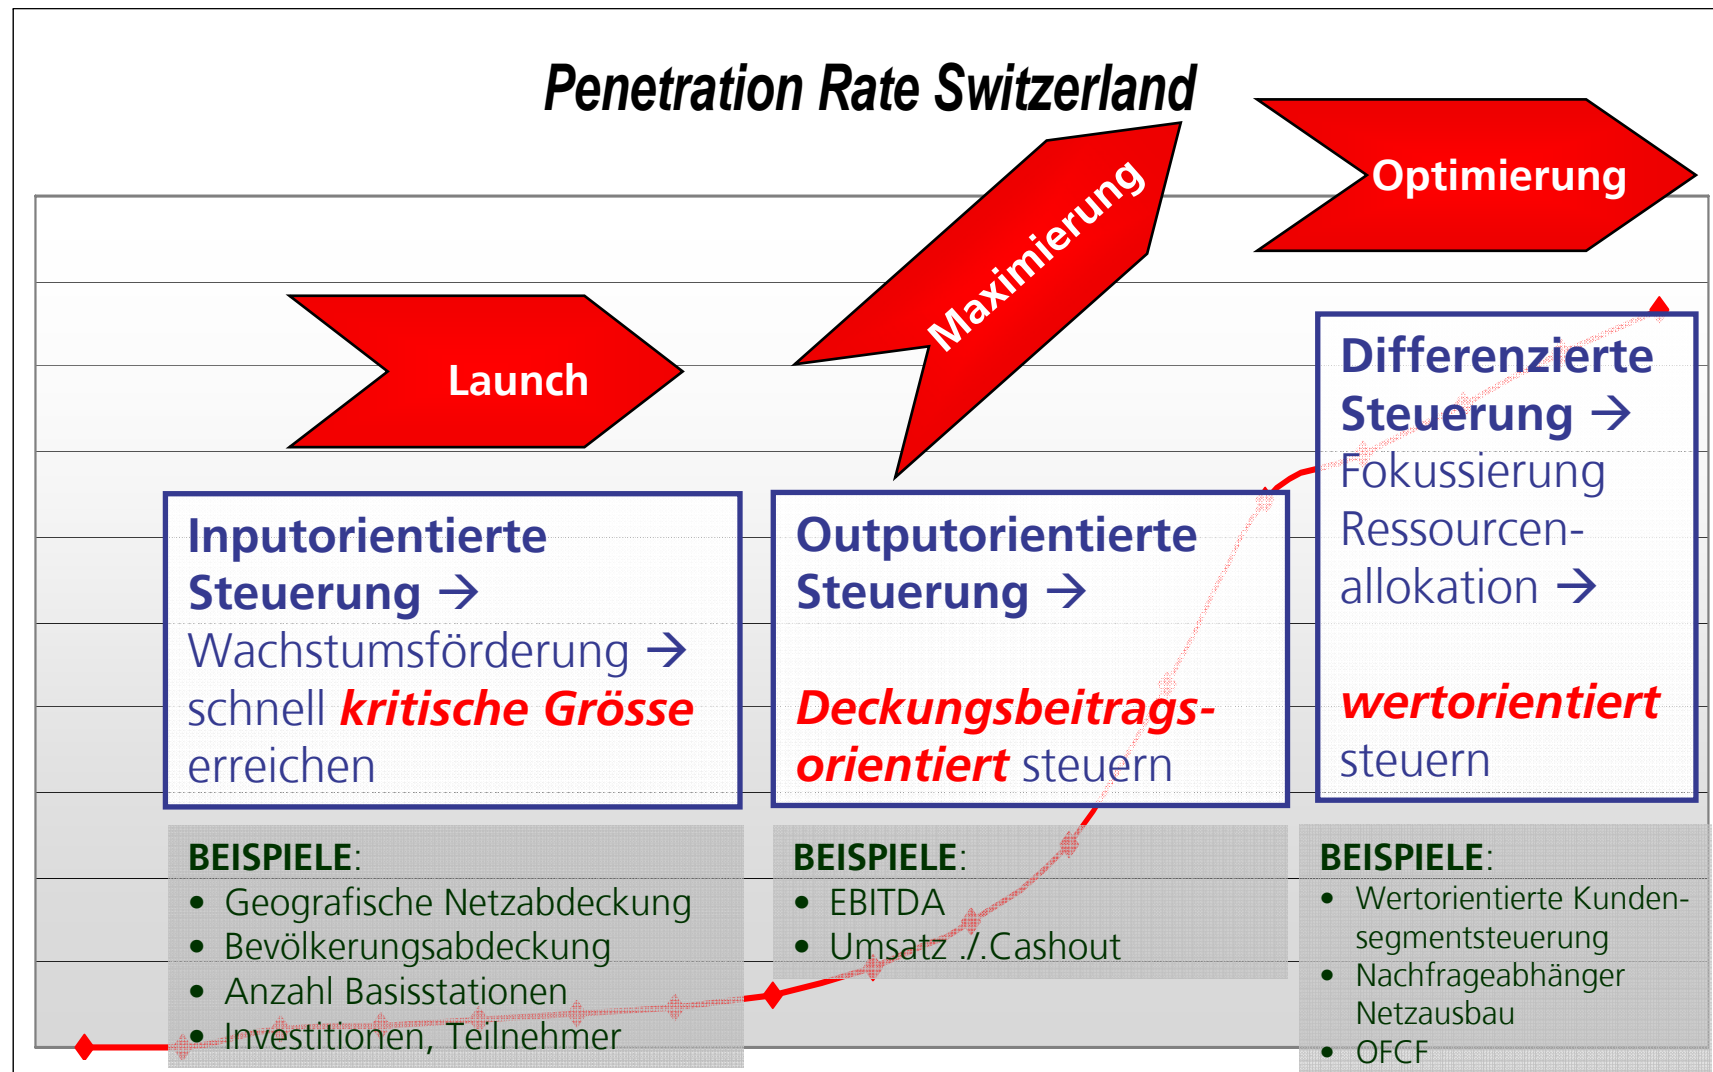 Penetration Rate Switzerland
Launch
Maximierung
Optimierung
Inputorientierte
Steuerung →
Wachstumsförderung →
schnell kritische Grösse
erreichen
BEISPIELE:
• Geografische Netzabdeckung
• Bevölkerungsabdeckung
• Anzahl Basisstationen
• Investitionen, Teilnehmer
Outputorientierte
Steuerung →
Deckungsbeitrags-
orientiert steuern
BEISPIELE:
• EBITDA
• Umsatz ./.Cashout
Differenzierte
Steuerung →
Fokussierung
Ressourcen-
allokation →
wertorientiert
steuern
BEISPIELE:
• Wertorientierte Kunden-
segmentsteuerung
• Nachfrageabhänger
Netzausbau
• OFCF